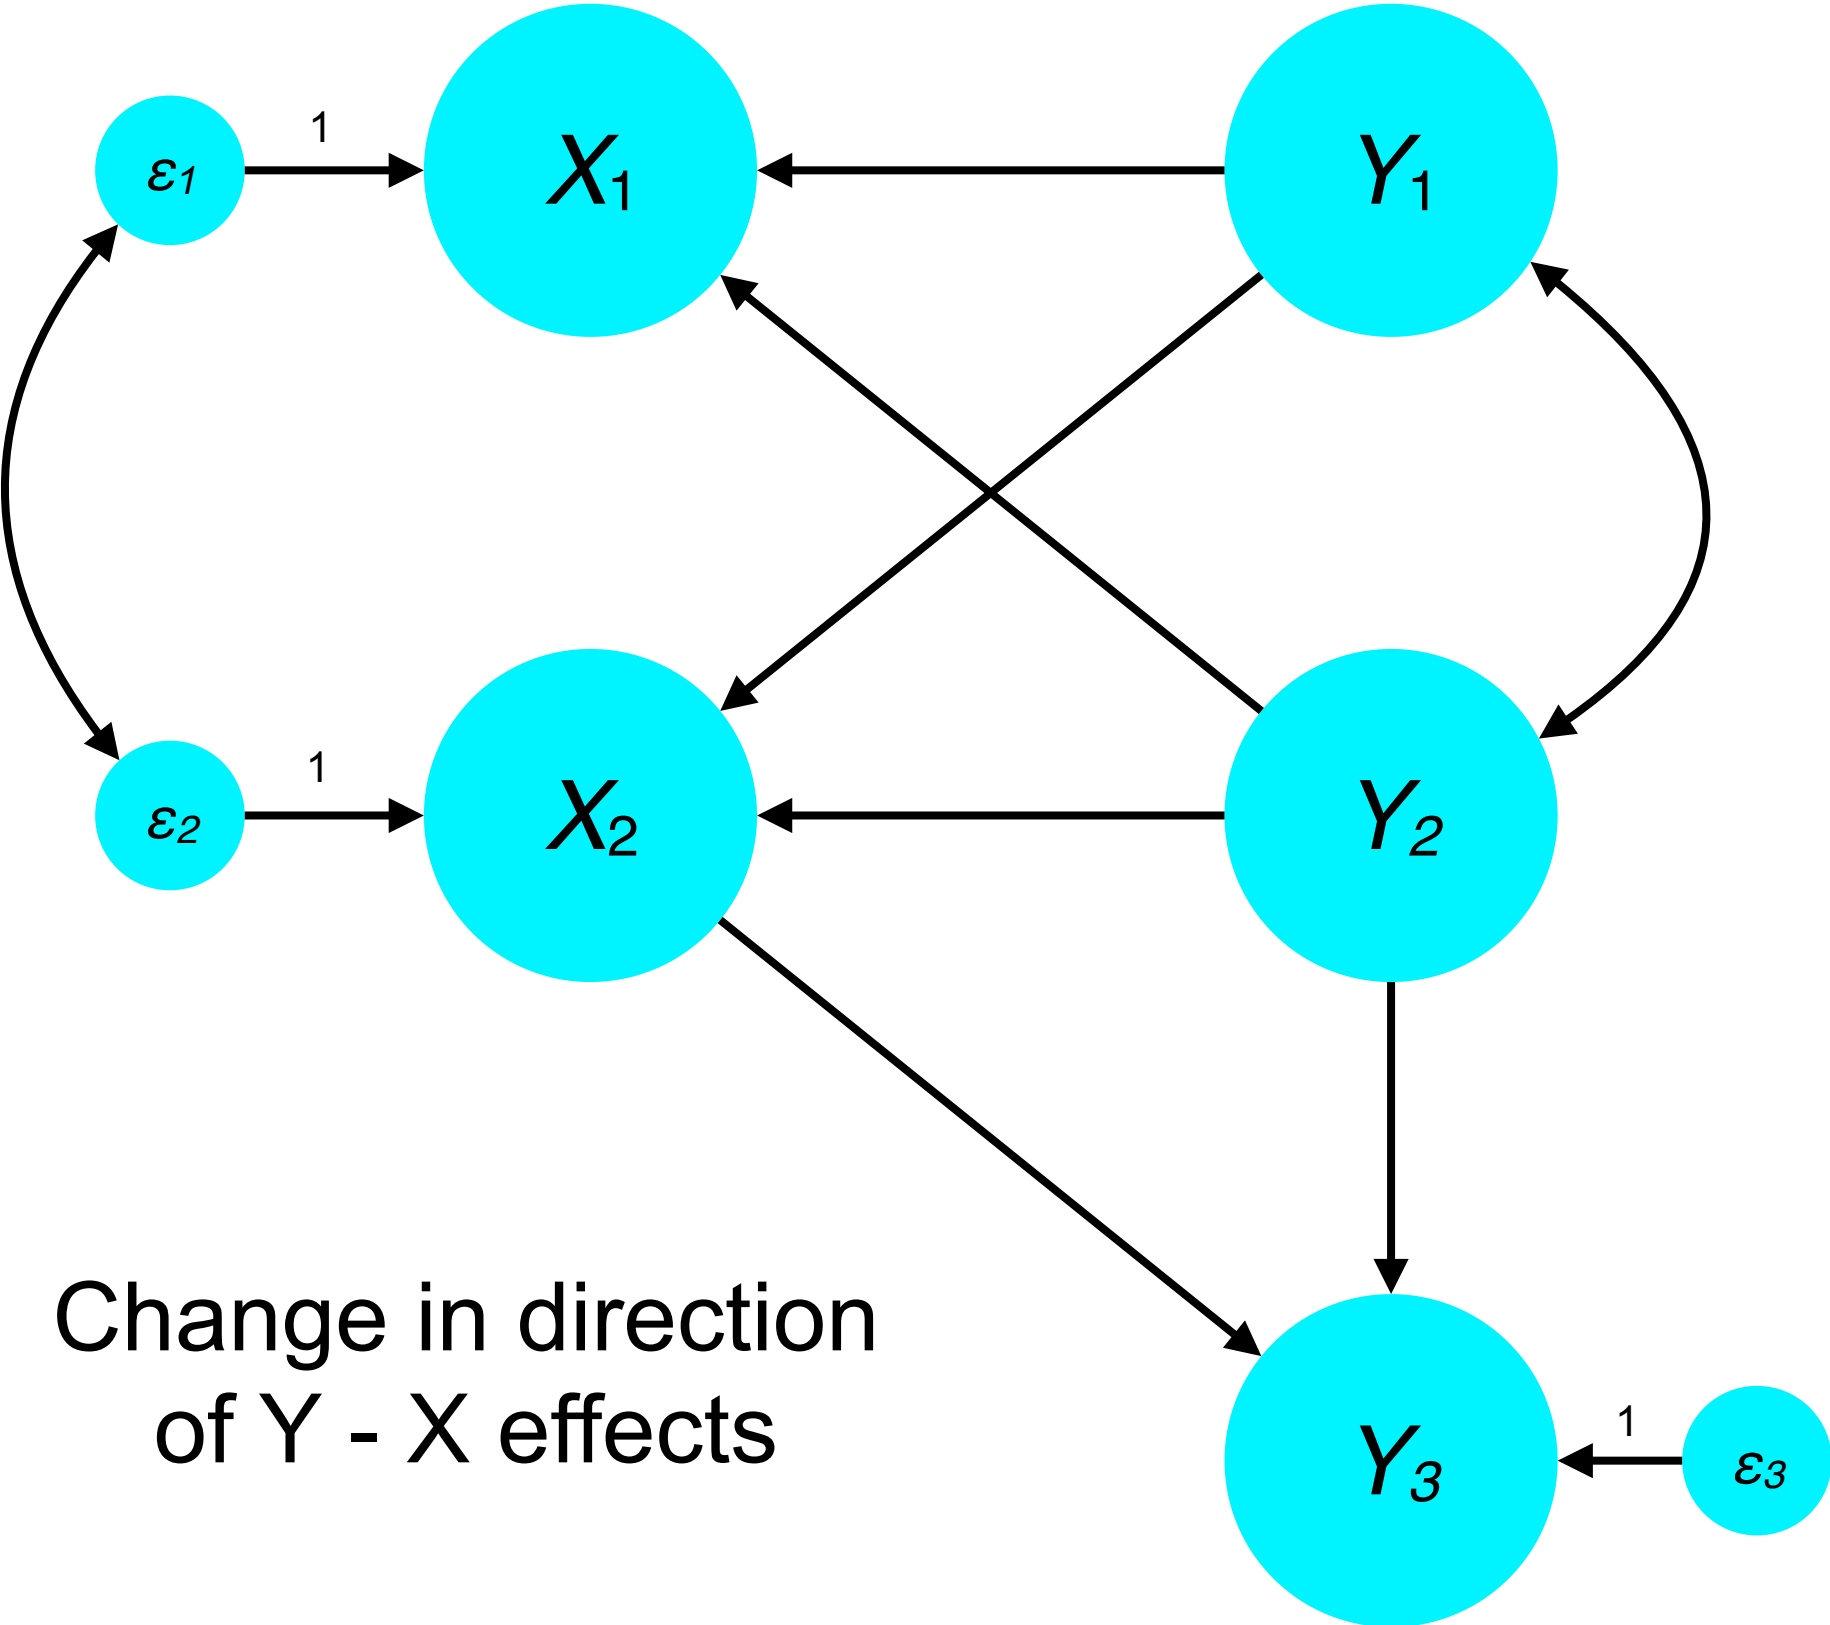 ε1 1 X1 Y1
ε2 1 X2 Y2
Change in direction
of Y - X effects
Y3 1 ε3